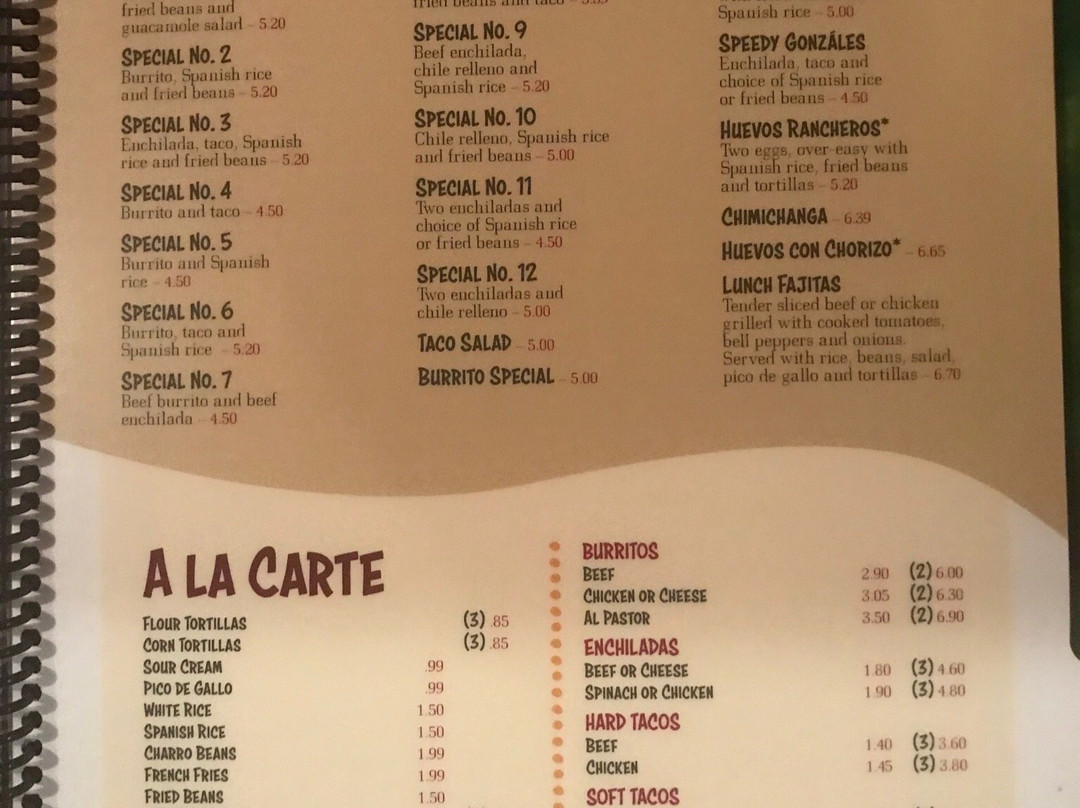 fried beans and
guacamole salad – 5.20
SPECIAL NO. 2
Burrito, Spanish rice
and fried beans – 5.20
SPECIAL NO. 3
Enchilada, taco, Spanish
rice and fried beans – 5.20
SPECIAL NO. 4
Burrito and taco – 4.50
SPECIAL NO. 5
Burrito and Spanish
rice – 4.50
SPECIAL NO. 6
Burrito, taco and
Spanish rice – 5.20
SPECIAL NO. 7
Beef burrito and beef
enchilada – 4.50
fried beans and taco –
SPECIAL NO. 9
Beef enchilada,
chile relleno and
Spanish rice – 5.20
SPECIAL NO. 10
Chile relleno, Spanish rice
and fried beans – 5.00
SPECIAL NO. 11
Two enchiladas and
choice of Spanish rice
or fried beans – 4.50
SPECIAL NO. 12
Two enchiladas and
chile relleno – 5.00
TACO SALAD – 5.00
BURRITO SPECIAL – 5.00
Spanish rice – 5.00
SPEEDY GONZÁLES
Enchilada, taco and
choice of Spanish rice
or fried beans – 4.50
HUEVOS RANCHEROS*
Two eggs, over-easy with
Spanish rice, fried beans
and tortillas – 5.20
CHIMICHANGA – 6.39
HUEVOS CON CHORIZO* – 6.65
LUNCH FAJITAS
Tender sliced beef or chicken
grilled with cooked tomatoes,
bell peppers and onions.
Served with rice, beans, salad,
pico de gallo and tortillas – 6.70
A LA CARTE
FLOUR TORTILLAS (3) .85
CORN TORTILLAS (3) .85
SOUR CREAM .99
PICO DE GALLO .99
WHITE RICE 1.50
SPANISH RICE 1.50
CHARRO BEANS 1.99
FRENCH FRIES 1.99
FRIED BEANS 1.50
BURRITOS
BEEF 2.90 (2) 6.00
CHICKEN OR CHEESE 3.05 (2) 6.30
AL PASTOR 3.50 (2) 6.90
ENCHILADAS
BEEF OR CHEESE 1.80 (3) 4.60
SPINACH OR CHICKEN 1.90 (3) 4.80
HARD TACOS
BEEF 1.40 (3) 3.60
CHICKEN 1.45 (3) 3.80
SOFT TACOS